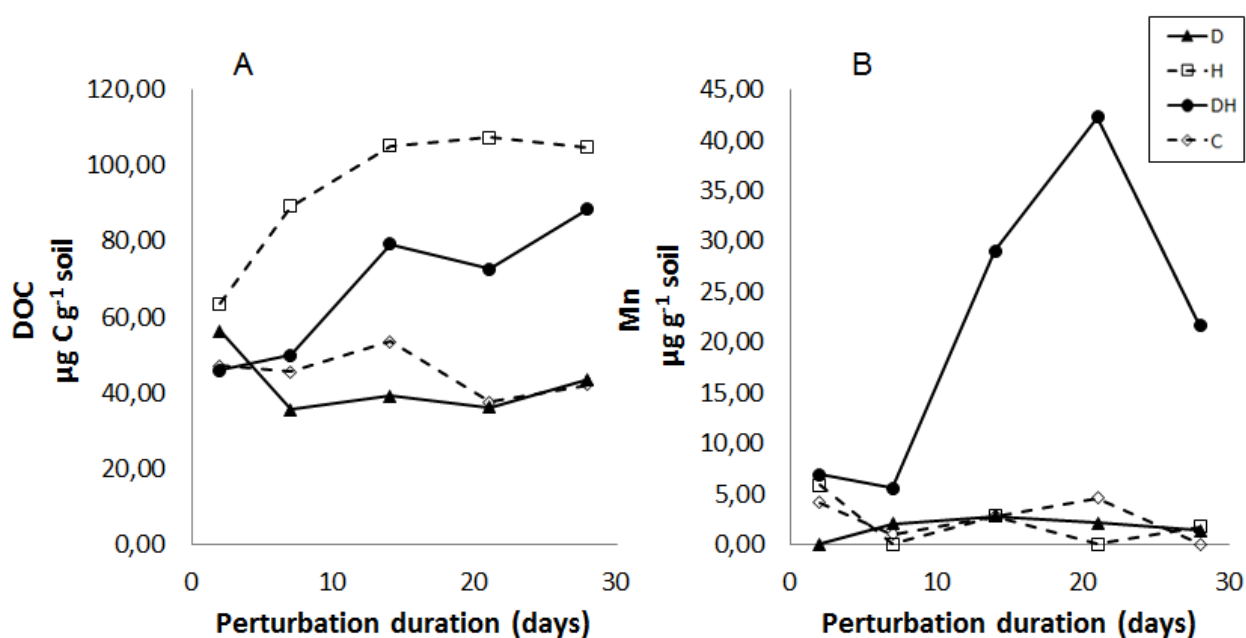 A
120,00
100,00
80,00
60,00
40,00
20,00
0,00
0
10
20
30
DOC
µg C g⁻¹ soil
Perturbation duration (days)
B
45,00
40,00
35,00
30,00
25,00
20,00
15,00
10,00
5,00
0,00
0
10
20
30
Mn
µg g⁻¹ soil
Perturbation duration (days)
D
H
DH
C